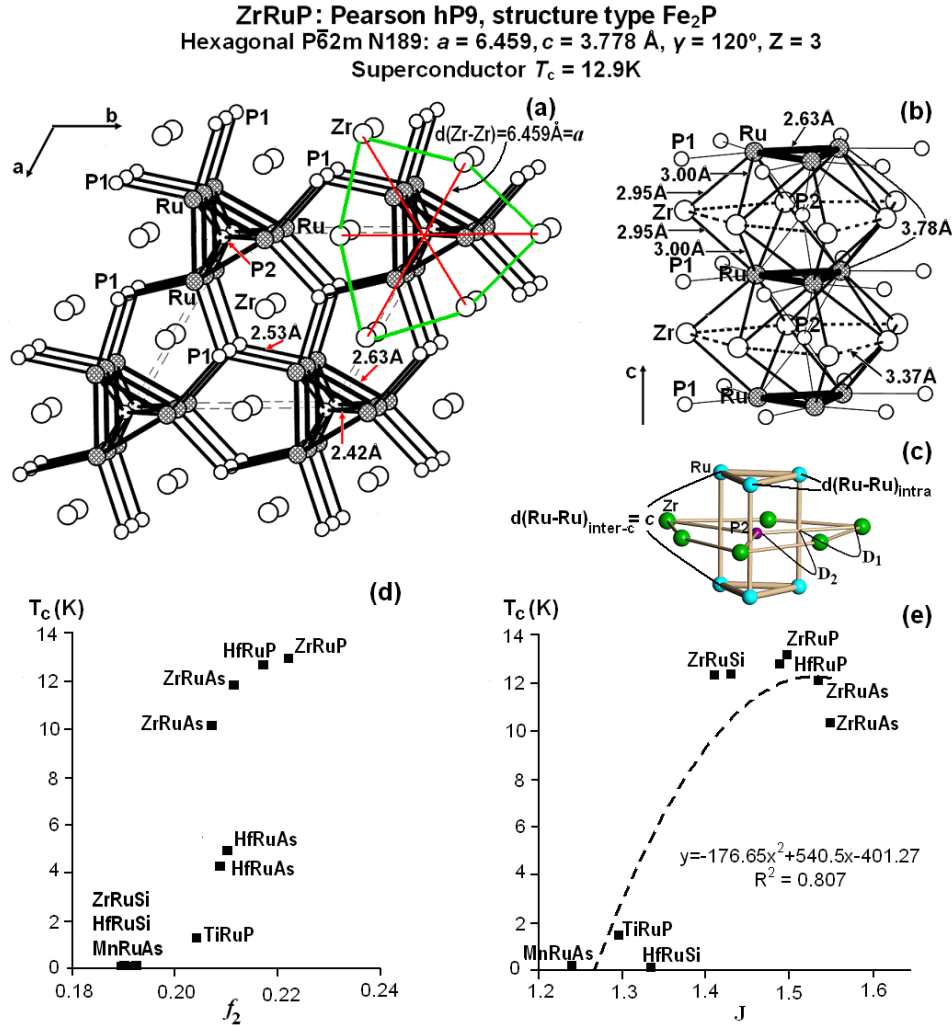 ZrRuP: Pearson hP9, structure type Fe₂P
Hexagonal P6̅2m N189: a = 6.459, c = 3.778 Å, γ = 120º, Z = 3
Superconductor Tc = 12.9K
(a)
b
a
P1
Zr
d(Zr-Zr)=6.459Å=a
P1
P1
Ru
Ru
P2
Ru
Zr
P1
2.53Å
2.63Å
2.42Å
(b)
Ru
2.63Å
P1
3.00Å
2.95Å
P2
Zr
2.95Å
3.78Å
3.00Å
P1
Ru
P2
Zr
3.37Å
c
P1
Ru
(c)
Ru
d(Ru-Ru)intra
d(Ru-Ru)inter-c = c
Zr
P2
D₁
D₂
(d)
Tc (K)
14
12
10
8
6
4
2
0
HfRuP
ZrRuP
ZrRuAs
ZrRuAs
HfRuAs
HfRuAs
ZrRuSi
HfRuSi
MnRuAs
TiRuP
0.18
0.20
0.22
0.24
f₂
(e)
Tc (K)
14
12
10
8
6
4
2
0
ZrRuP
ZrRuSi
HfRuP
ZrRuAs
ZrRuAs
y=-176.65x²+540.5x-401.27
R² = 0.807
MnRuAs
TiRuP
HfRuSi
1.2
1.3
1.4
1.5
1.6
J